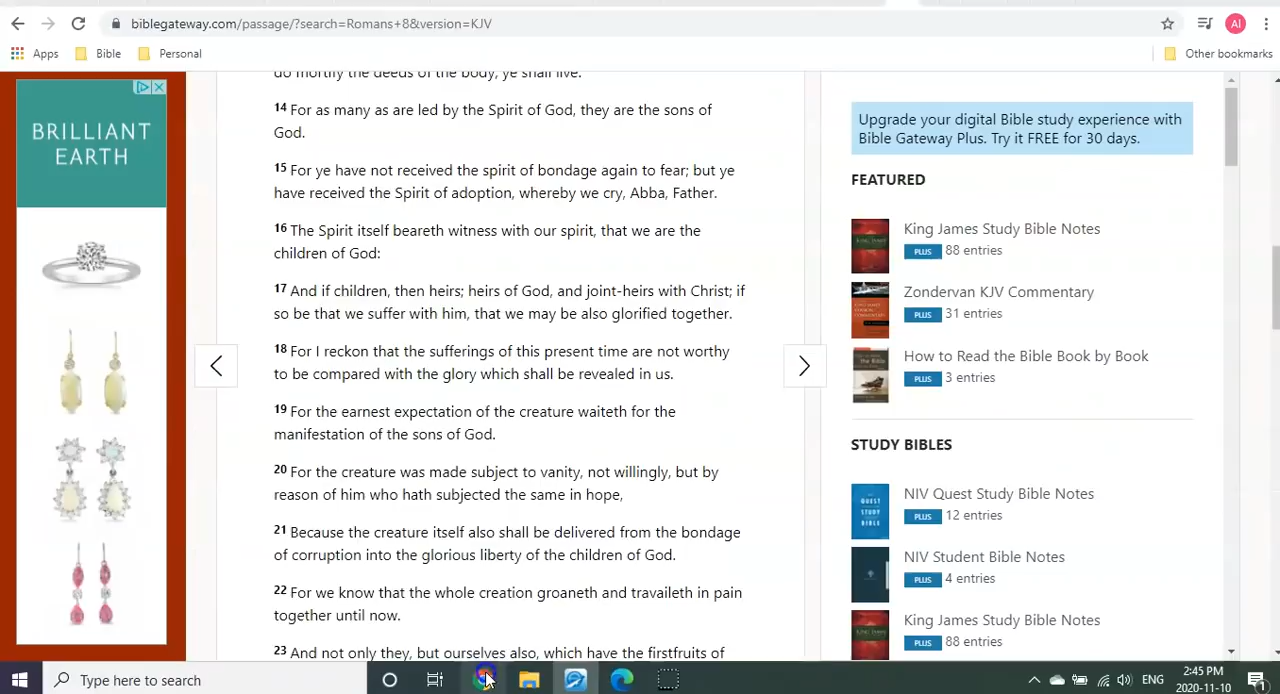 biblegateway.com/passage/?search=Romans+8&version=KJV
AI
Apps
Bible
Personal
Other bookmarks
BRILLIANT
EARTH
do mortify the deeds of the body, ye shall live.
14 For as many as are led by the Spirit of God, they are the sons of
God.
15 For ye have not received the spirit of bondage again to fear; but ye
have received the Spirit of adoption, whereby we cry, Abba, Father.
16 The Spirit itself beareth witness with our spirit, that we are the
children of God:
17 And if children, then heirs; heirs of God, and joint-heirs with Christ; if
so be that we suffer with him, that we may be also glorified together.
18 For I reckon that the sufferings of this present time are not worthy
to be compared with the glory which shall be revealed in us.
19 For the earnest expectation of the creature waiteth for the
manifestation of the sons of God.
20 For the creature was made subject to vanity, not willingly, but by
reason of him who hath subjected the same in hope,
21 Because the creature itself also shall be delivered from the bondage
of corruption into the glorious liberty of the children of God.
22 For we know that the whole creation groaneth and travaileth in pain
together until now.
23 And not only they, but ourselves also, which have the firstfruits of
Upgrade your digital Bible study experience with
Bible Gateway Plus. Try it FREE for 30 days.
FEATURED
King James Study Bible Notes
PLUS 88 entries
Zondervan KJV Commentary
PLUS 31 entries
How to Read the Bible Book by Book
PLUS 3 entries
STUDY BIBLES
NIV Quest Study Bible Notes
PLUS 12 entries
NIV Student Bible Notes
PLUS 4 entries
King James Study Bible Notes
PLUS 88 entries
Type here to search
ENG
2:45 PM
2020-11-10